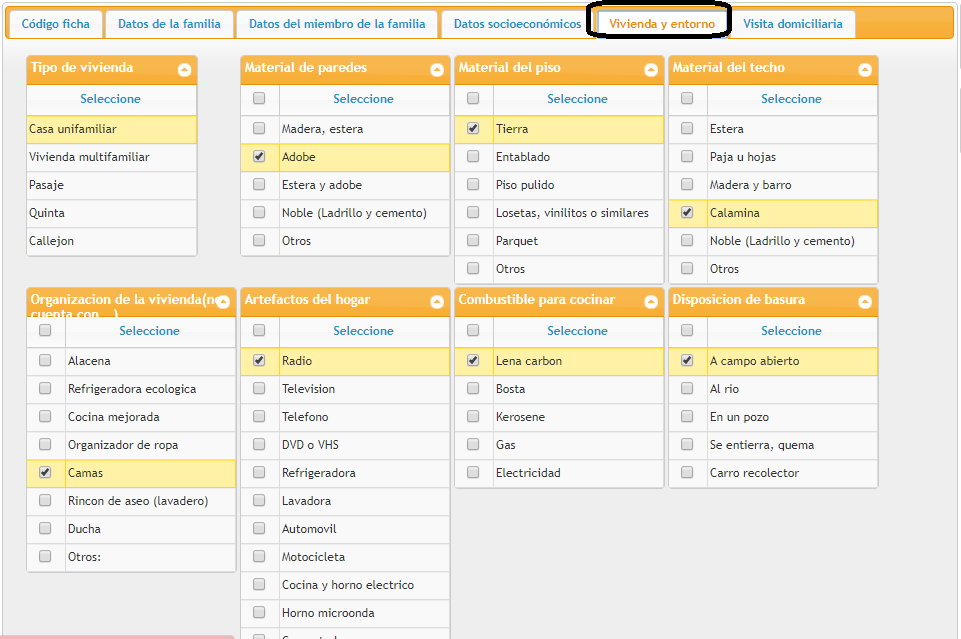 Código ficha
Datos de la familia
Datos del miembro de la familia
Datos socioeconómicos
Vivienda y entorno
Visita domiciliaria
Tipo de vivienda
Seleccione
Casa unifamiliar
Vivienda multifamiliar
Pasaje
Quinta
Callejon
Material de paredes
Seleccione
Madera, estera
Adobe
Estera y adobe
Noble (Ladrillo y cemento)
Otros
Material del piso
Seleccione
Tierra
Entablado
Piso pulido
Losetas, vinilitos o similares
Parquet
Otros
Material del techo
Seleccione
Estera
Paja u hojas
Madera y barro
Calamina
Noble (Ladrillo y cemento)
Otros
Organizacion de la vivienda(no
cuenta con...)
Seleccione
Alacena
Refrigeradora ecologica
Cocina mejorada
Organizador de ropa
Camas
Rincon de aseo (lavadero)
Ducha
Otros:
Artefactos del hogar
Seleccione
Radio
Television
Telefono
DVD o VHS
Refrigeradora
Lavadora
Automovil
Motocicleta
Cocina y horno electrico
Horno microonda
Combustible para cocinar
Seleccione
Lena carbon
Bosta
Kerosene
Gas
Electricidad
Disposicion de basura
Seleccione
A campo abierto
Al rio
En un pozo
Se entierra, quema
Carro recolector